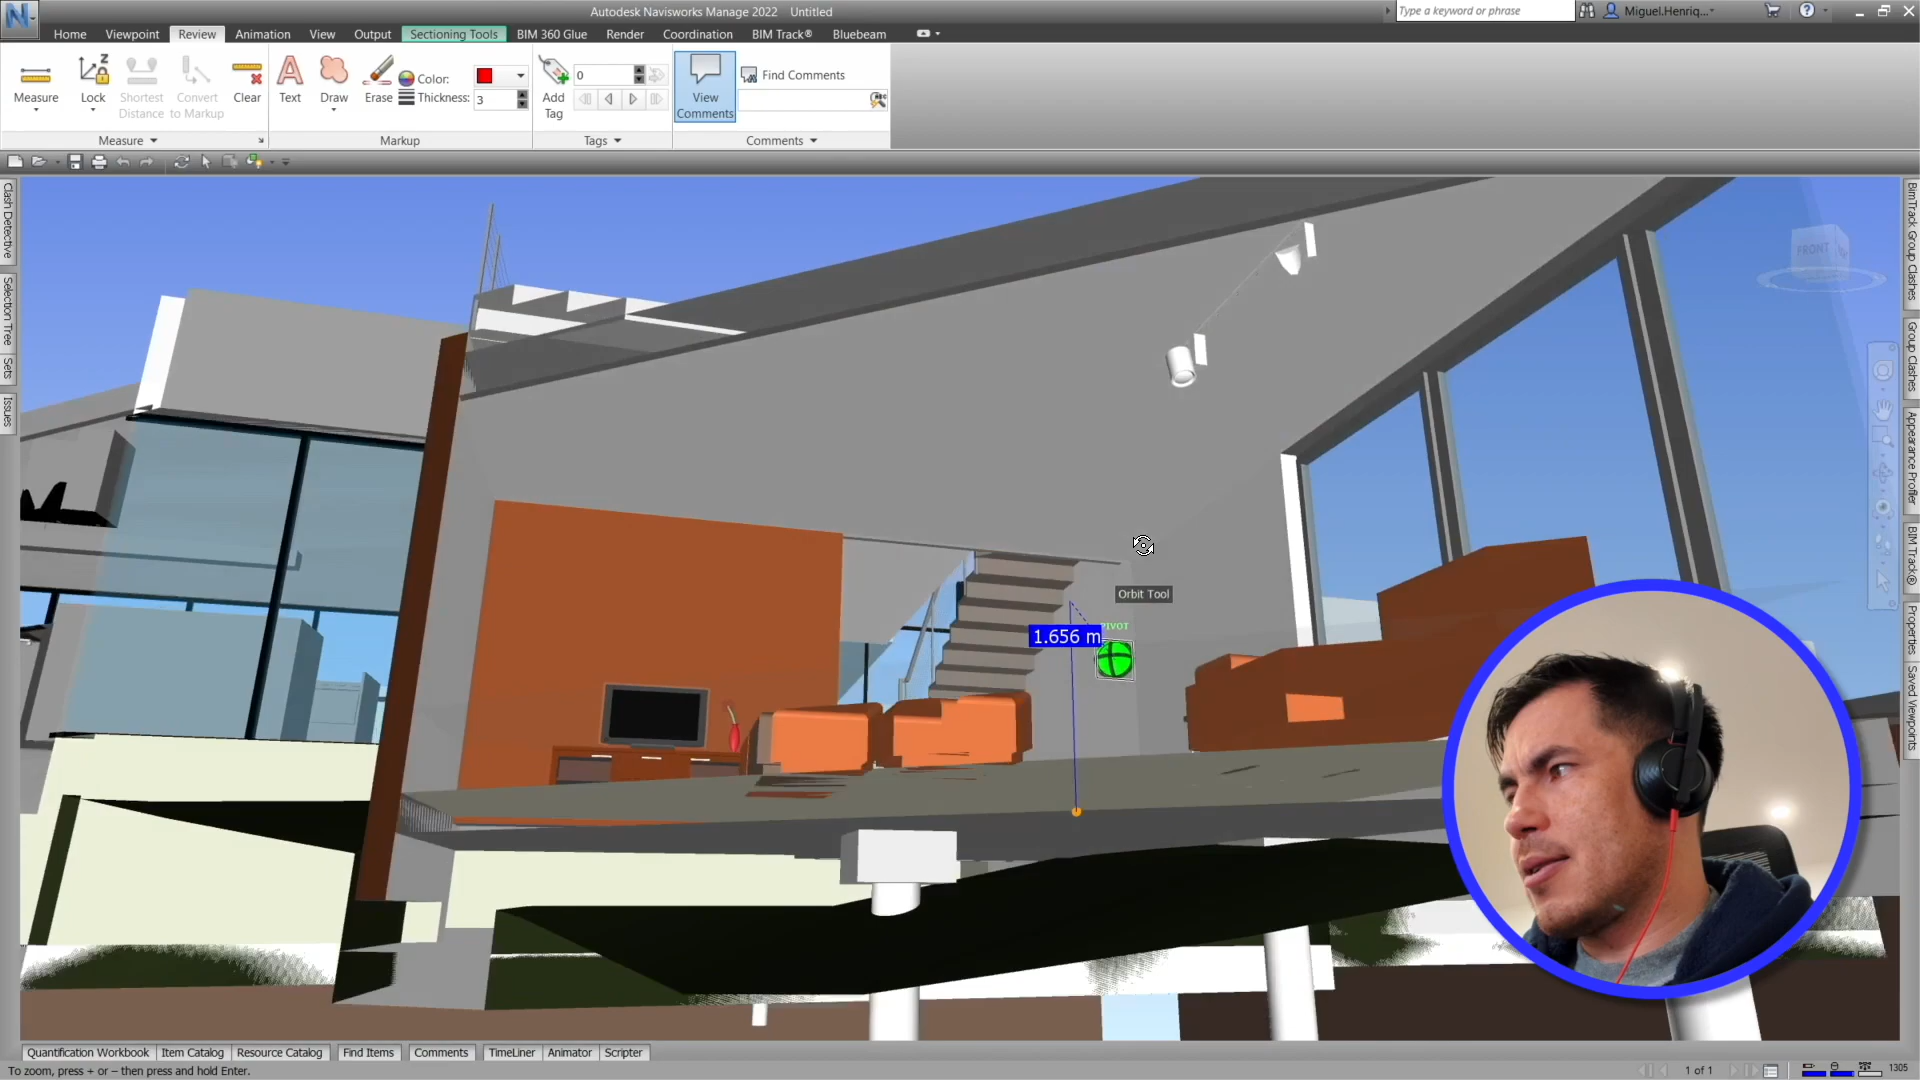 Autodesk Navisworks Manage 2022 Untitled
Type a keyword or phrase
Miguel.Henriq...
Home Viewpoint Review Animation View Output Sectioning Tools BIM 360 Glue Render Coordination BIM Track® Bluebeam
Measure
Lock
Shortest Distance
Convert to Markup
Clear
Text
Draw
Erase
Color:
Thickness: 3
Add Tag
0
View Comments
Find Comments
Measure
Markup
Tags
Comments
Clash Detective
Selection Tree
Sets
Issues
FRONT
BimTrack Group Clashes
Group Clashes
Appearance Profiler
BIM Track®
Properties
Saved Viewpoints
Orbit Tool
PIVOT
1.656 m
Quantification Workbook Item Catalog Resource Catalog Find Items Comments TimeLiner Animator Scripter
To zoom, press + or – then press and hold Enter.
1 of 1
1305